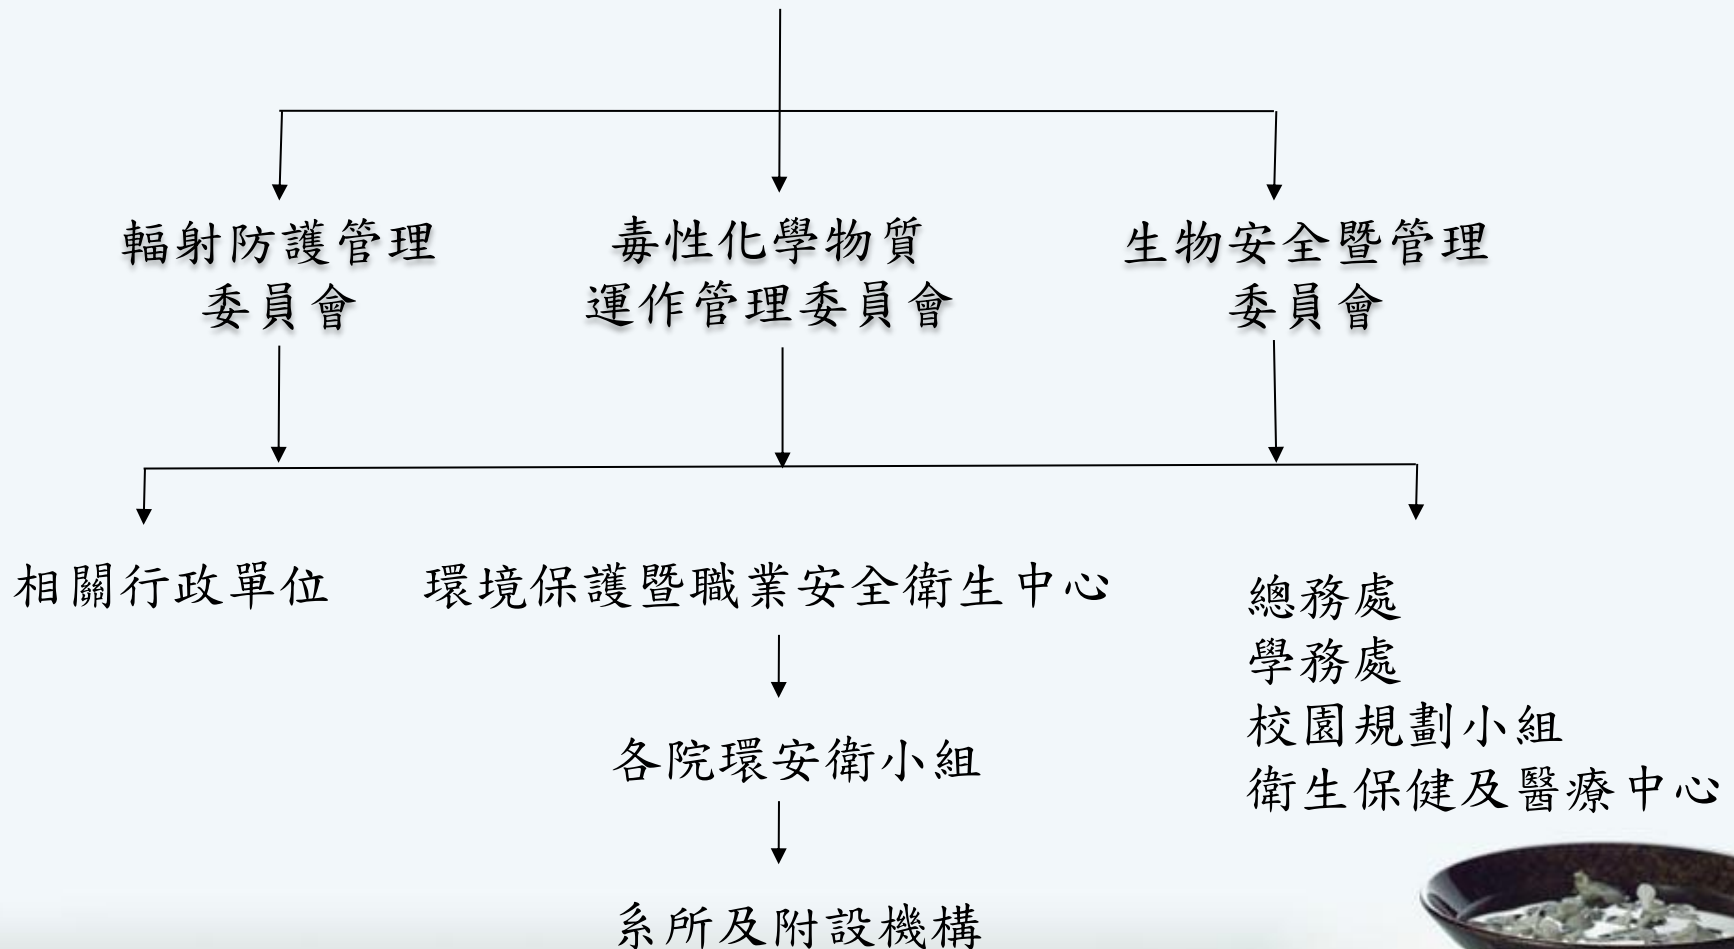 輻射防護管理
委員會
毒性化學物質
運作管理委員會
生物安全暨管理
委員會
相關行政單位
環境保護暨職業安全衛生中心
總務處
學務處
校園規劃小組
衛生保健及醫療中心
各院環安衛小組
系所及附設機構